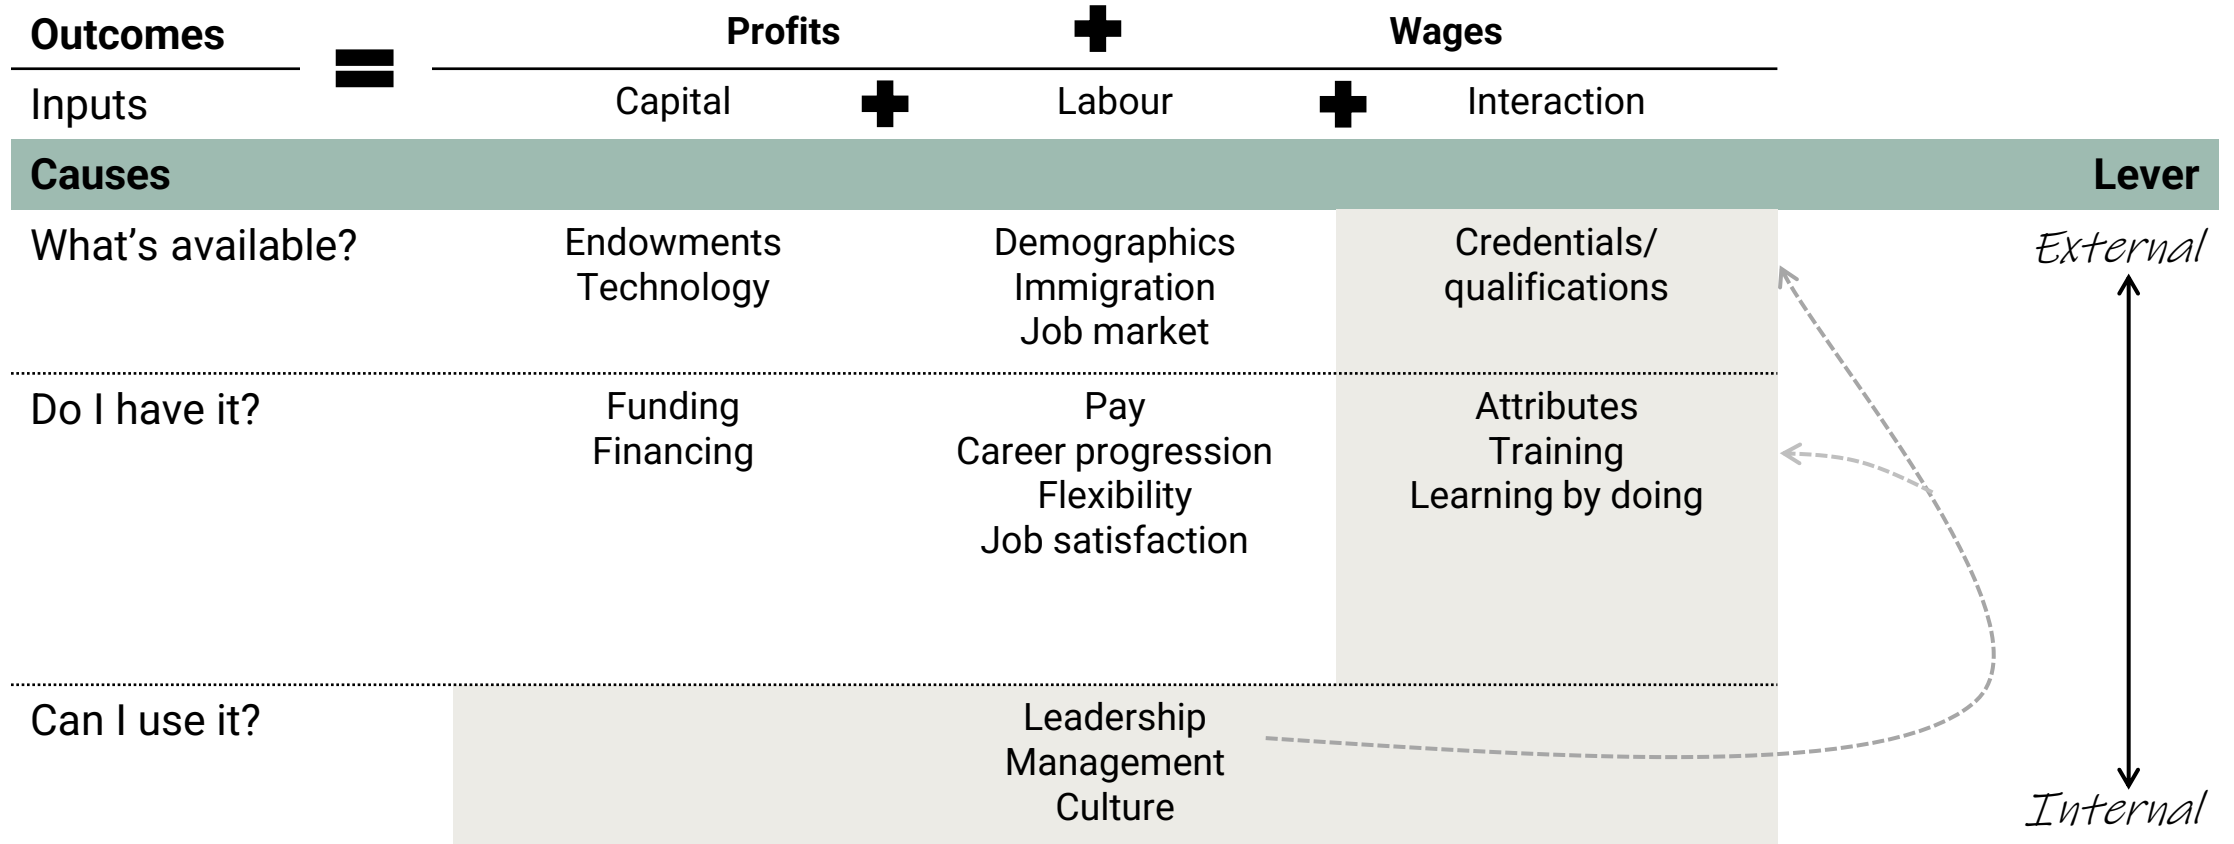 Outcomes
Profits
Wages
Inputs
Capital
Labour
Interaction
Causes
Lever
What’s available?
Endowments
Technology
Demographics
Immigration
Job market
Credentials/
qualifications
External
Do I have it?
Funding
Financing
Pay
Career progression
Flexibility
Job satisfaction
Attributes
Training
Learning by doing
Can I use it?
Leadership
Management
Culture
Internal